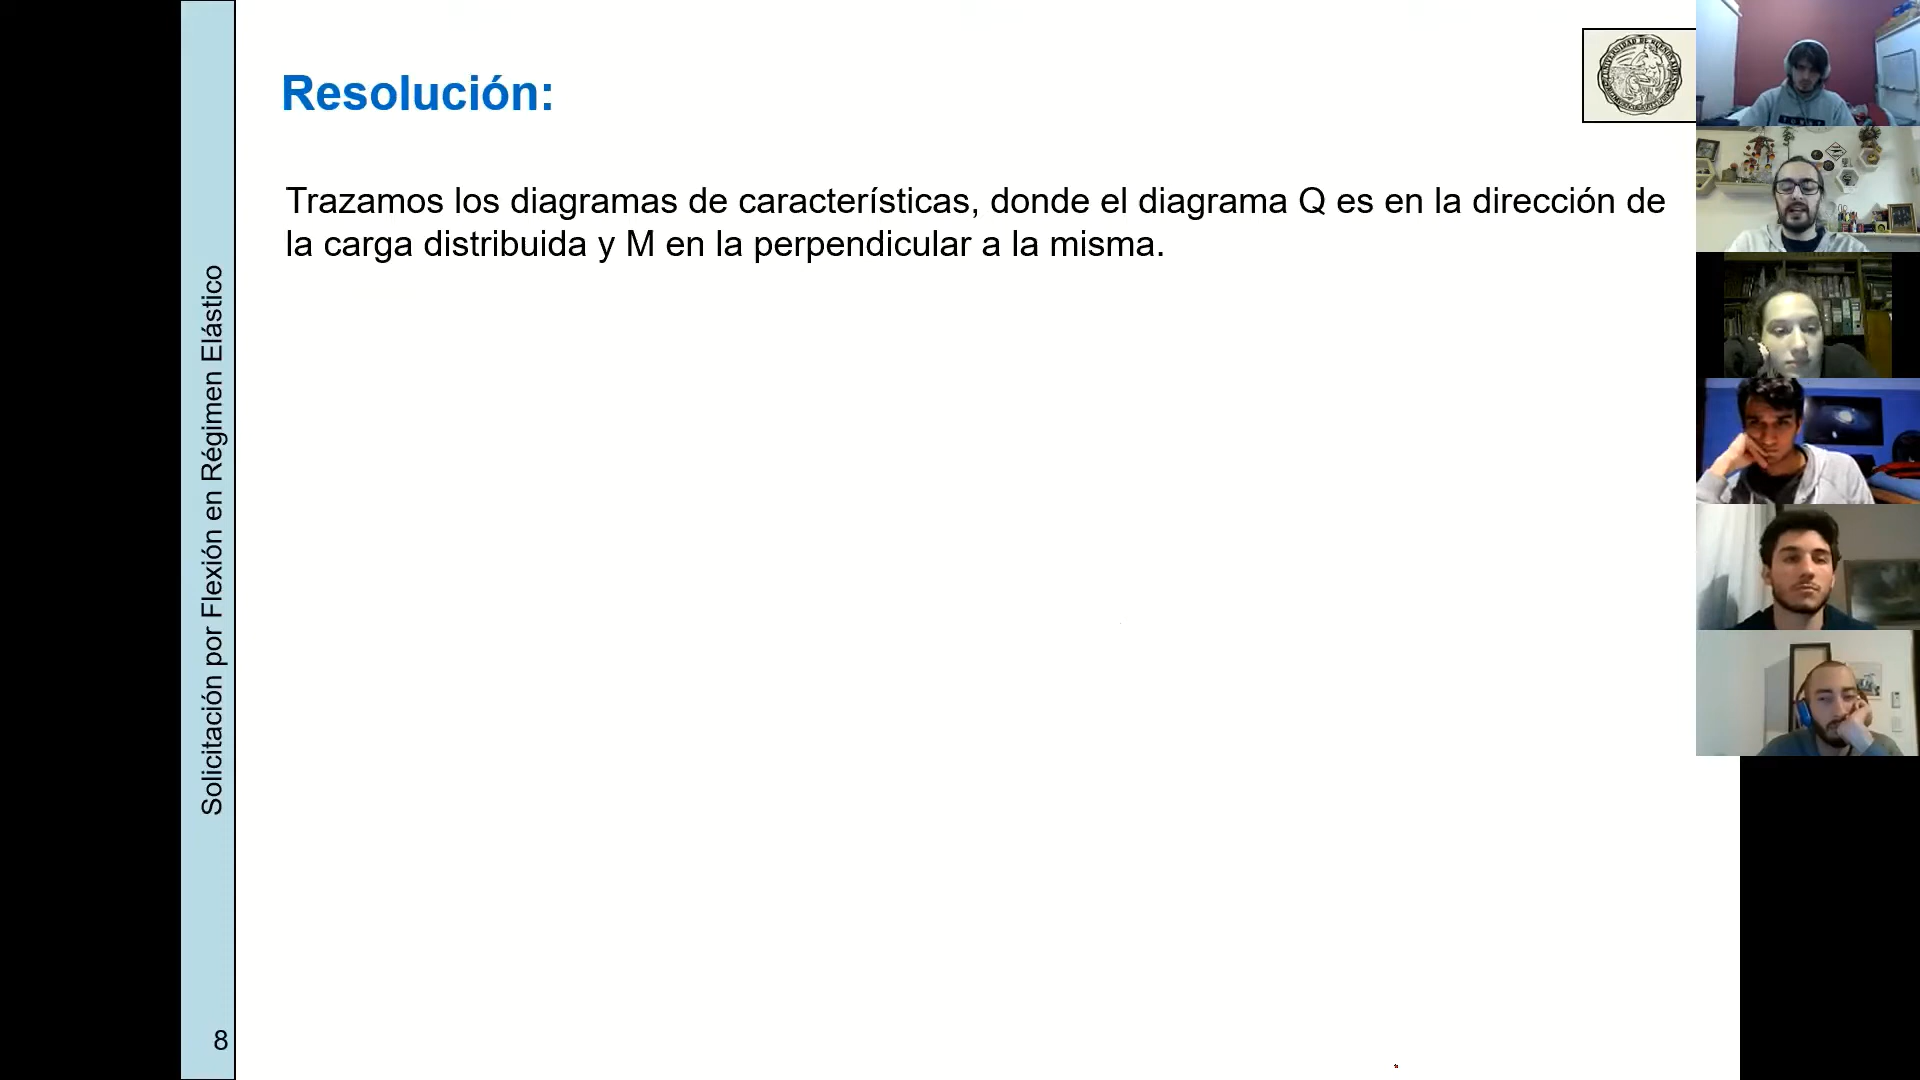 Resolución:
Trazamos los diagramas de características, donde el diagrama Q es en la dirección de
la carga distribuida y M en la perpendicular a la misma.
Solicitación por Flexión en Régimen Elástico
8